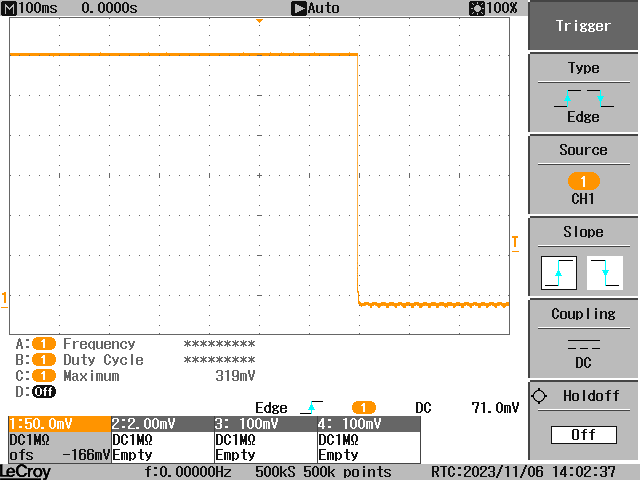 M 100ms 0.0000s Auto 100%
Trigger
Type
Edge
Source
1
CH1
Slope
T
1
Coupling
DC
A: 1 Frequency *********
B: 1 Duty Cycle *********
C: 1 Maximum 319mV
D: Off
Holdoff
Off
Edge 1 DC 71.0mV
1:50.0mV 2:2.00mV 3: 100mV 4: 100mV
DC1MΩ DC1MΩ DC1MΩ DC1MΩ
ofs -166mV Empty Empty Empty
LeCroy f:0.00000Hz 500kS 500k points RTC:2023/11/06 14:02:37